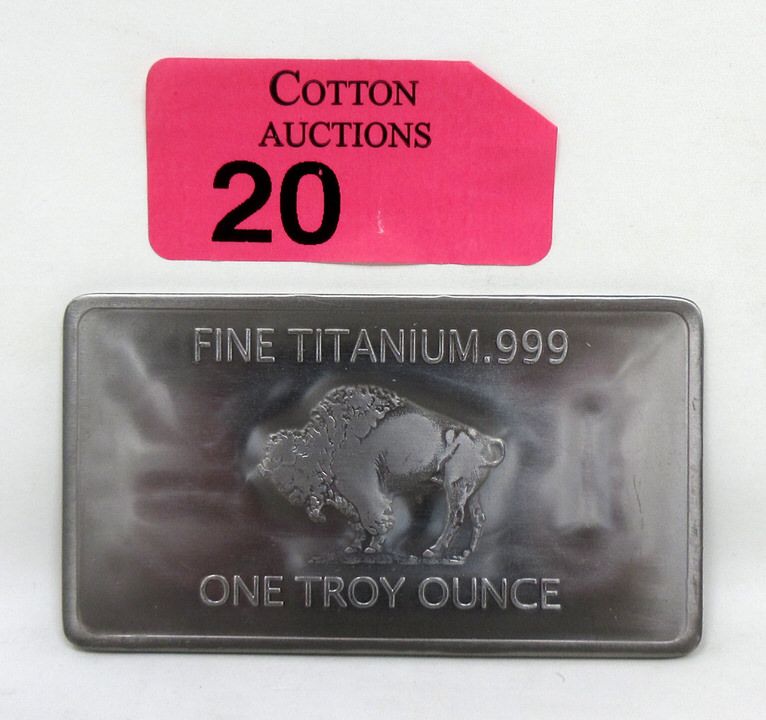 COTTON
AUCTIONS
20
FINE TITANIUM.999
ONE TROY OUNCE